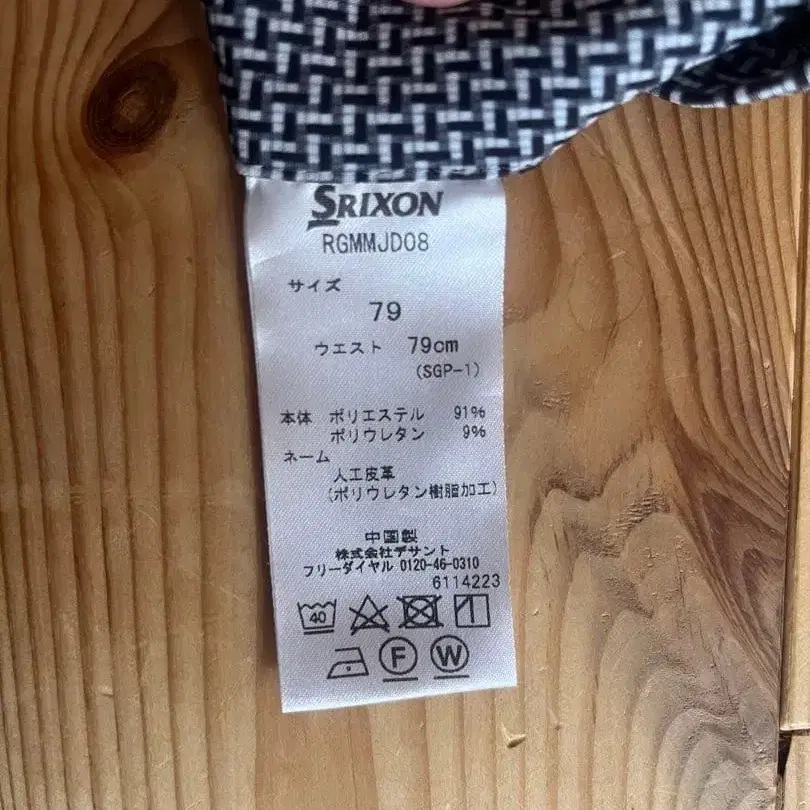 SRIXON
RGMMJD08
サイズ
79
ウエスト 79cm
(SGP-1)
本体 ポリエステル 91%
ポリウレタン 9%
ネーム
人工皮革
(ポリウレタン樹脂加工)
中国製
株式会社デサント
フリーダイヤル 0120-46-0310
6114223
40
F W